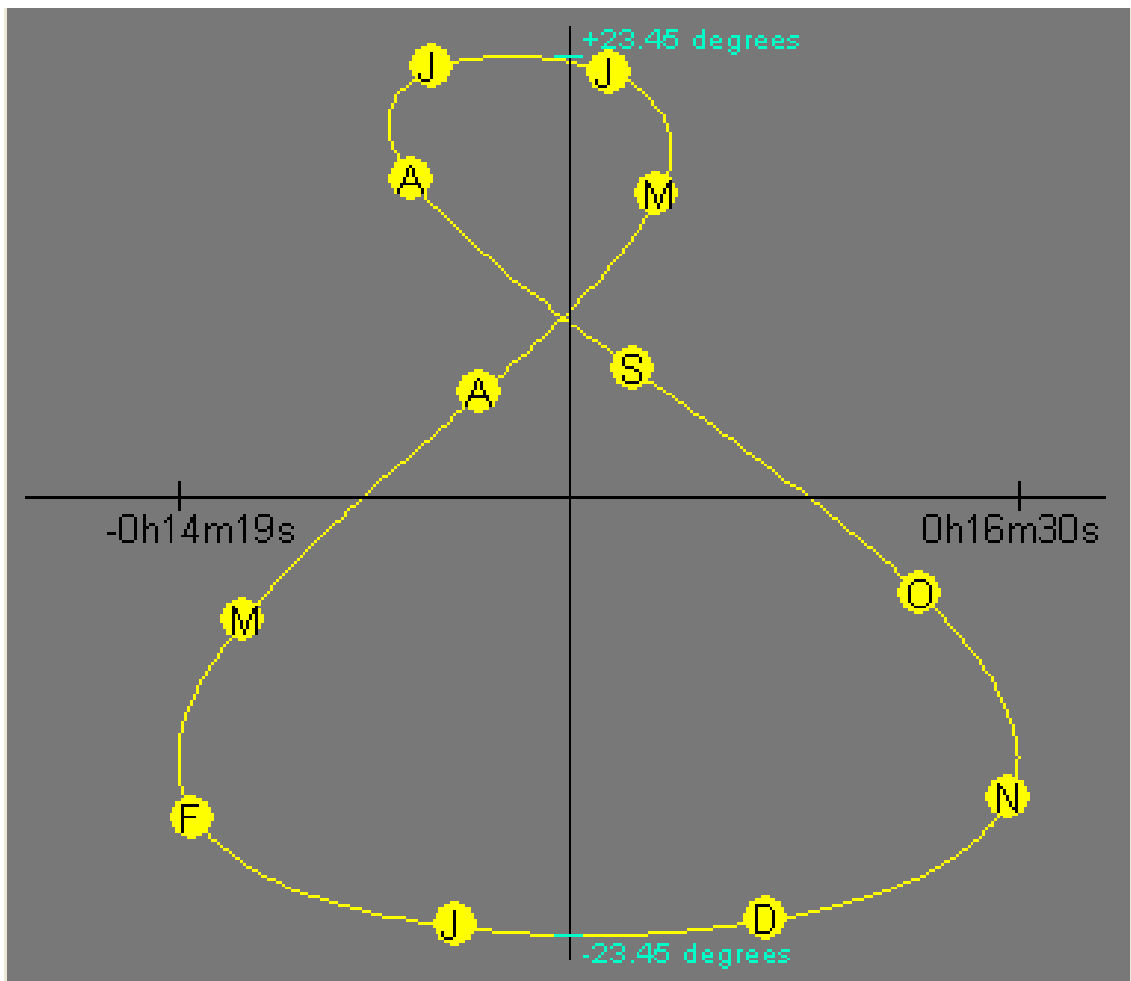 +23.45 degrees
J
J
A
M
S
A
-0h14m19s
0h16m30s
O
M
N
F
D
J
-23.45 degrees